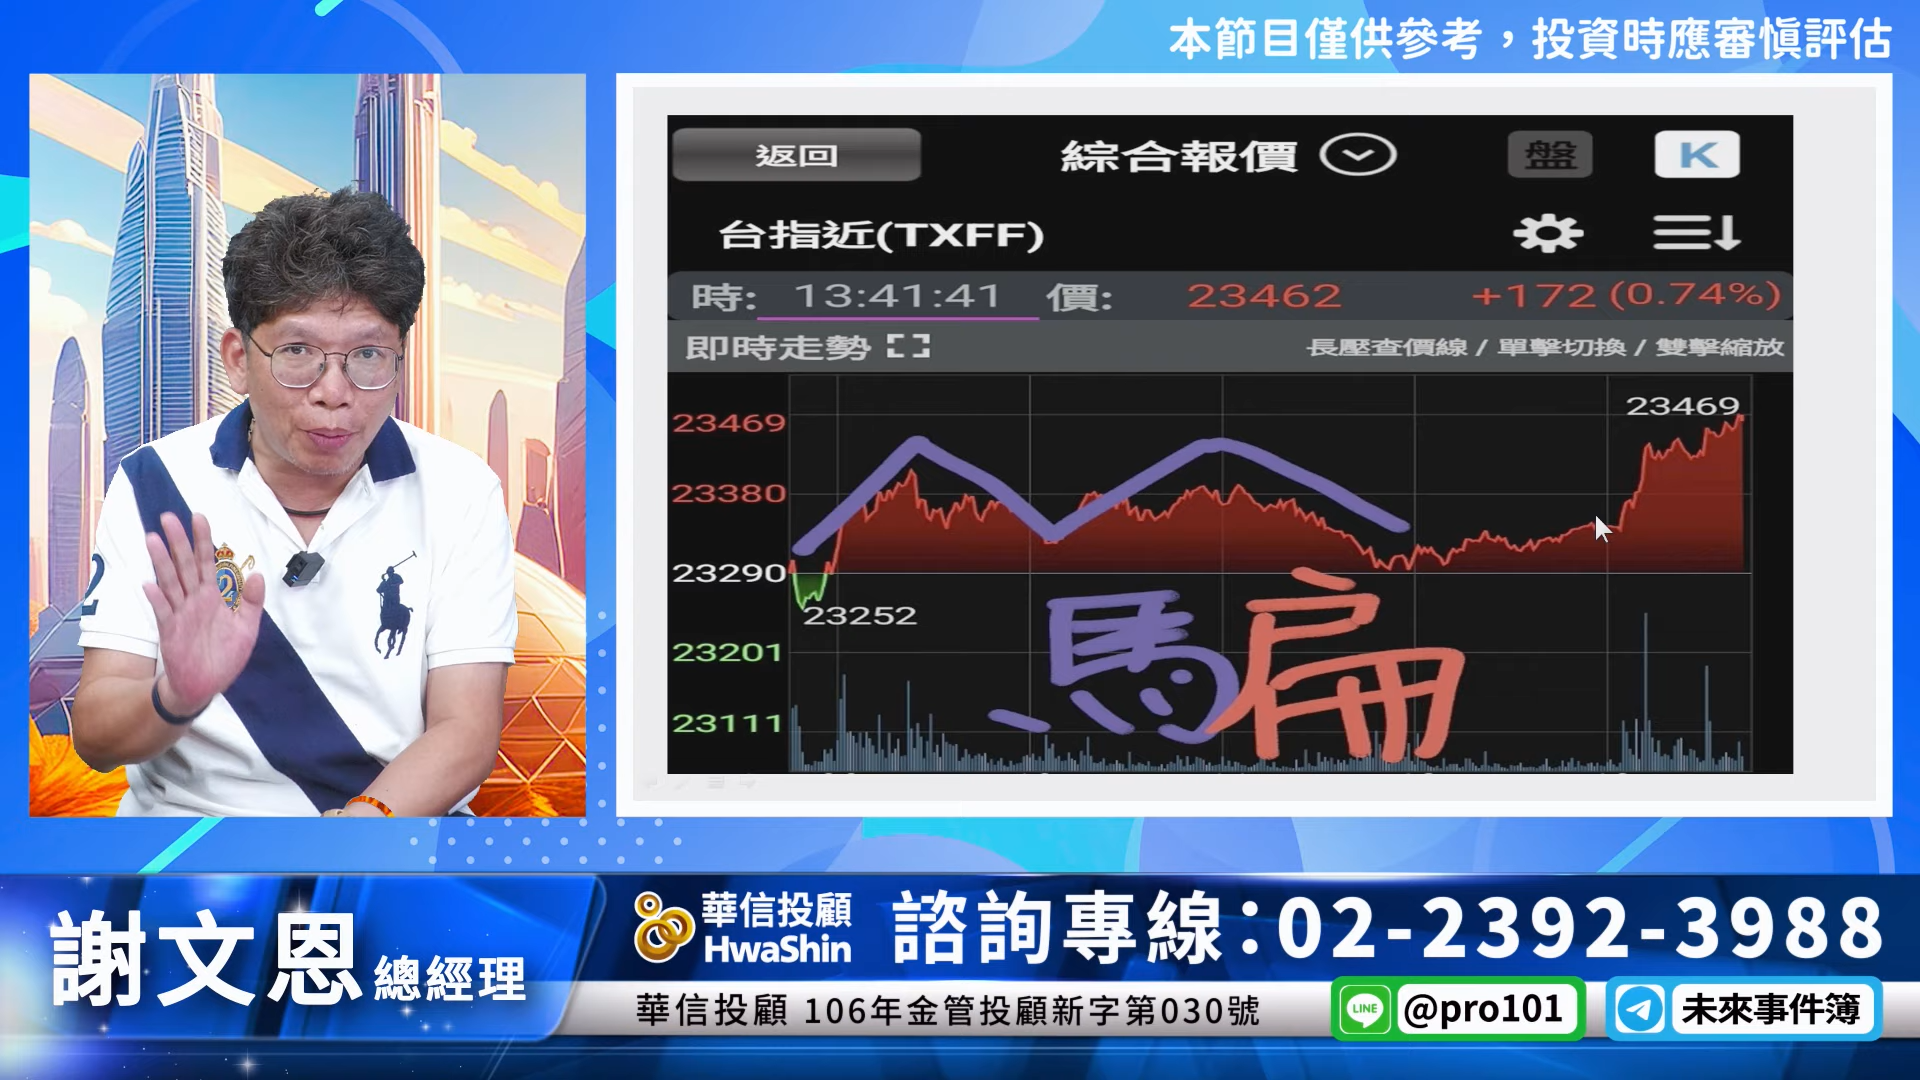 本節目僅供參考，投資時應審慎評估
返回
綜合報價
盤
K
台指近(TXFF)
時: 13:41:41 價: 23462 +172 (0.74%)
即時走勢
長壓查價線 / 單擊切換 / 雙擊縮放
23469
23469
23380
23290
23252
23201
23111
馬扁
2
2
謝文恩 總經理
華信投顧
HwaShin
諮詢專線:02-2392-3988
華信投顧 106年金管投顧新字第030號
LINE
@pro101
未來事件簿